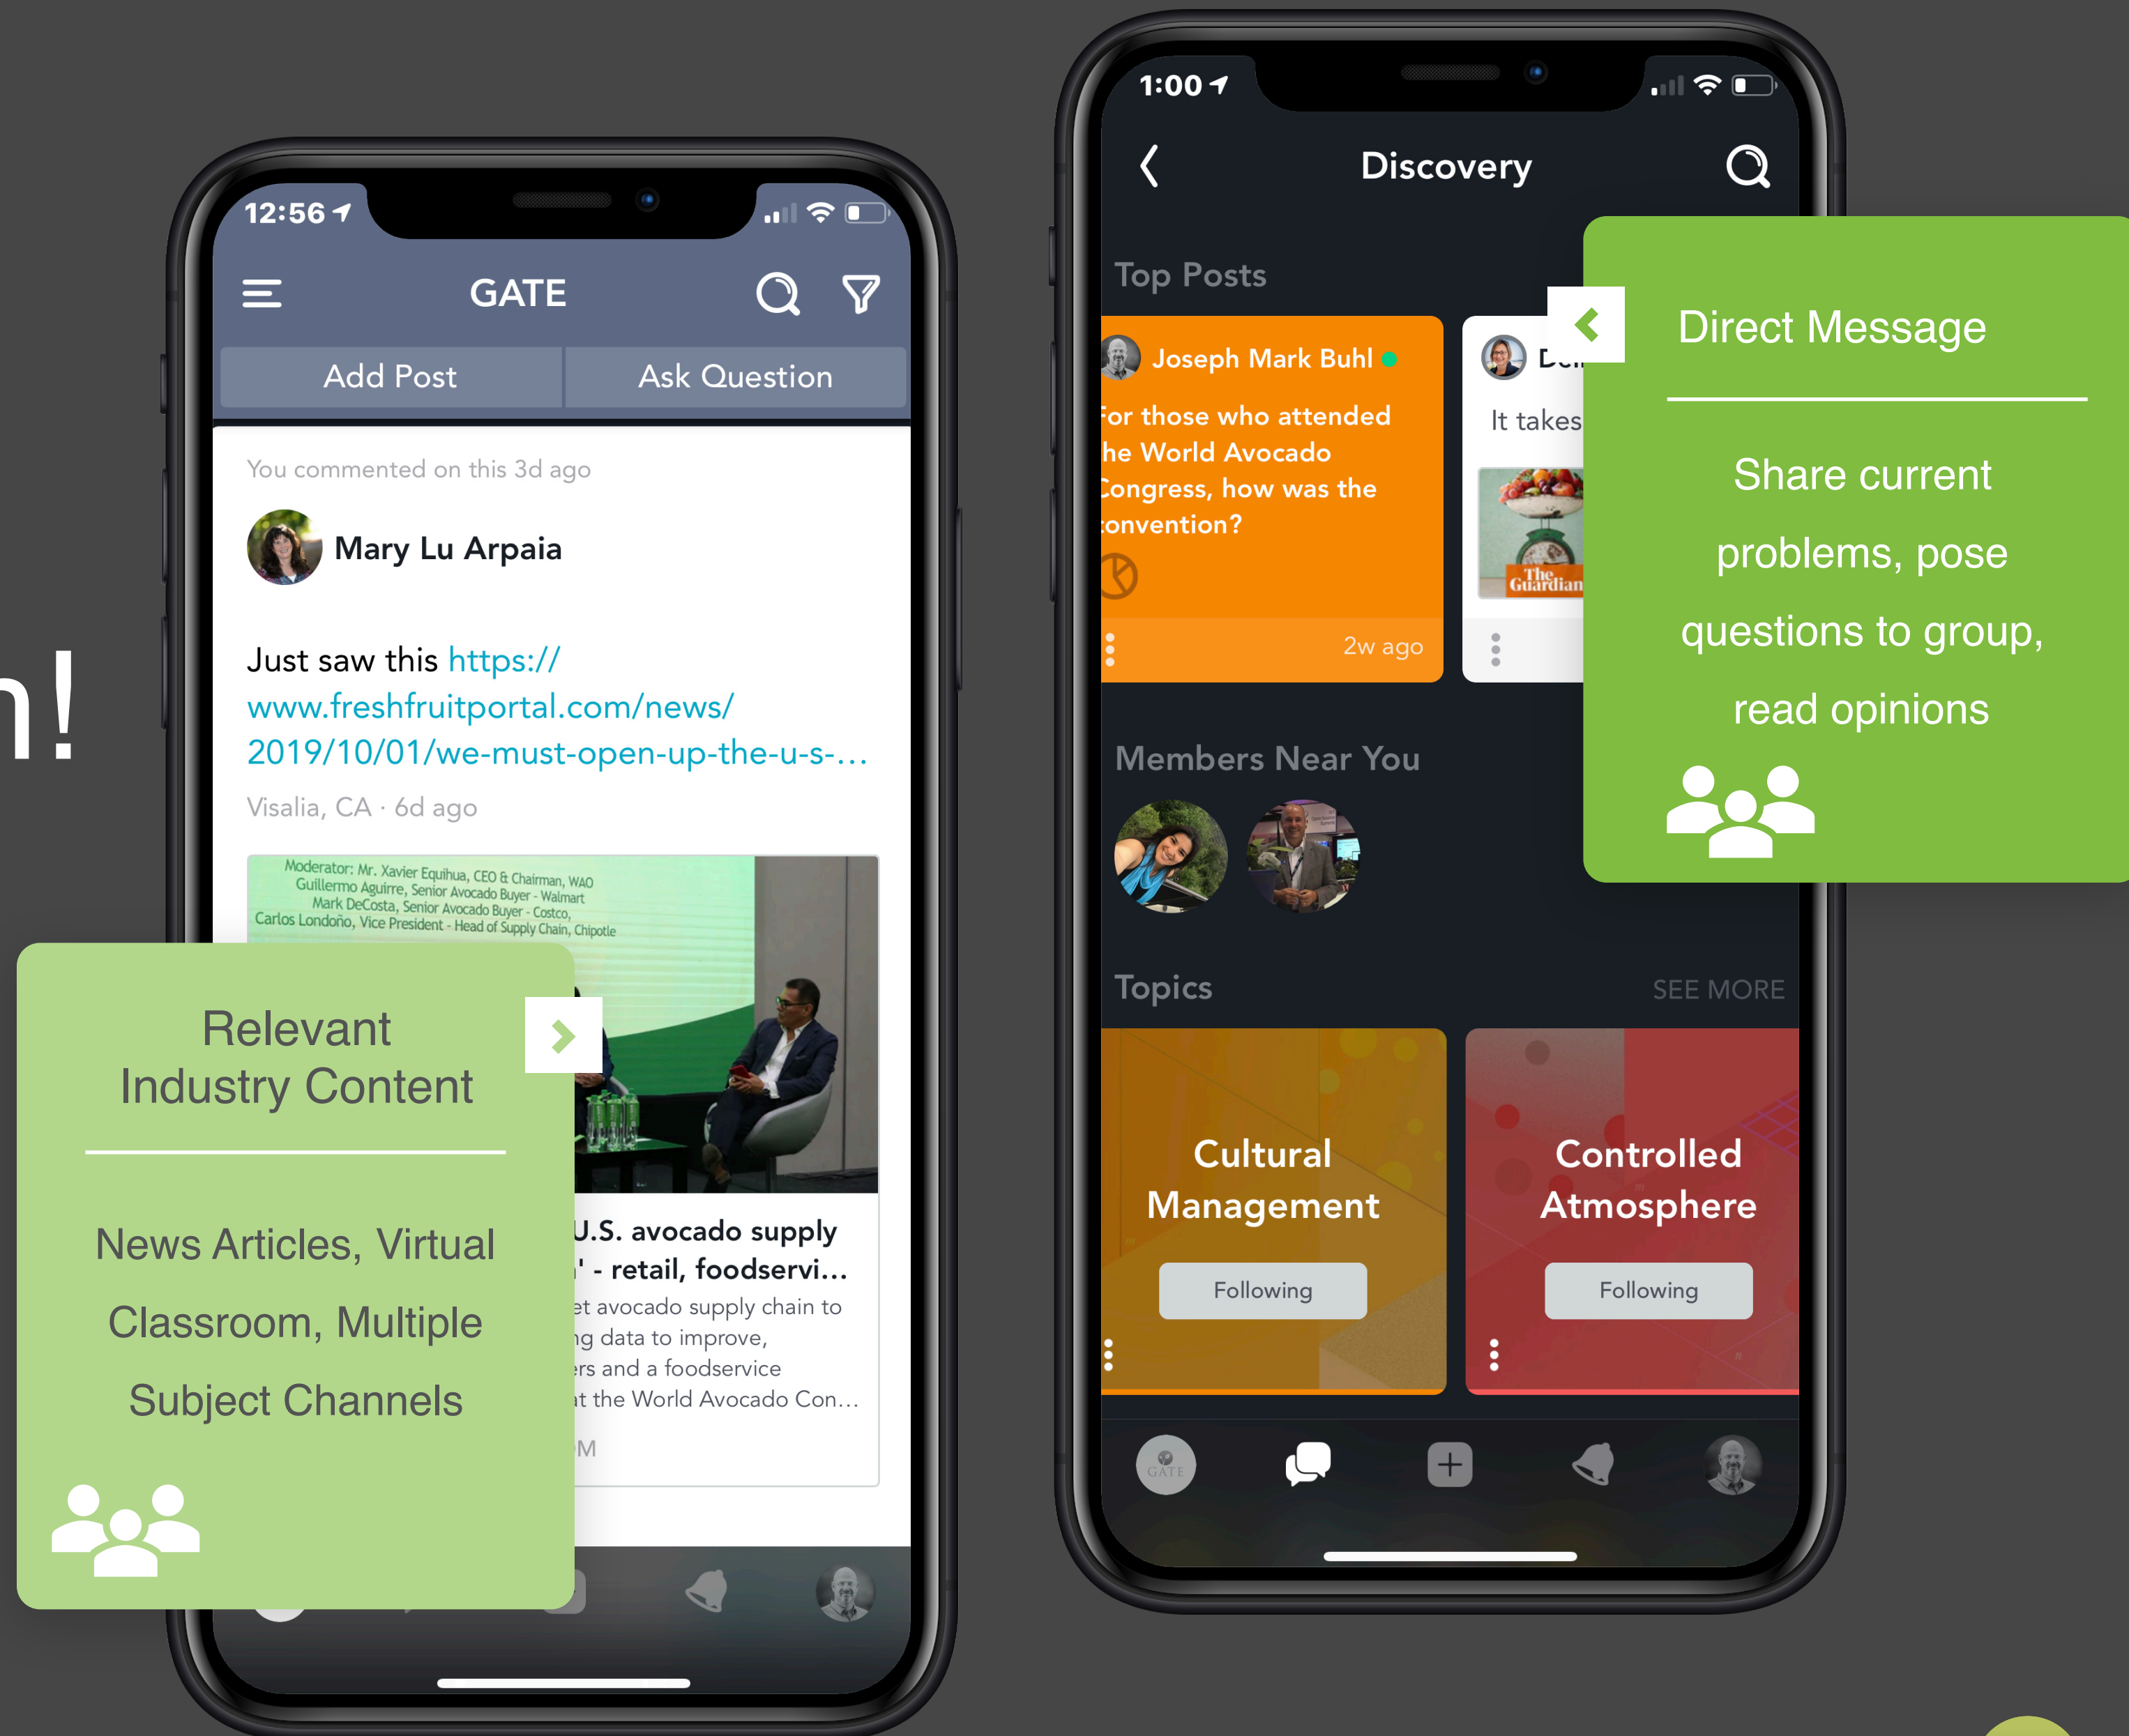 n!
12:56
GATE
Add Post
Ask Question
You commented on this 3d ago
Mary Lu Arpaia
Just saw this https://
www.freshfruitportal.com/news/
2019/10/01/we-must-open-up-the-u-s-...
Visalia, CA · 6d ago
Moderator: Mr. Xavier Equihua, CEO & Chairman, WAO
Guillermo Aguirre, Senior Avocado Buyer - Walmart
Mark DeCosta, Senior Avocado Buyer - Costco,
Carlos Londoño, Vice President - Head of Supply Chain, Chipotle
U.S. avocado supply
' - retail, foodservi...
avocado supply chain to
data to improve,
and a foodservice
at the World Avocado Con...
Relevant
Industry Content
News Articles, Virtual
Classroom, Multiple
Subject Channels
1:00
Discovery
Top Posts
Joseph Mark Buhl
For those who attended
the World Avocado
Congress, how was the
convention?
2w ago
It takes
The
Guardian
Members Near You
Topics
SEE MORE
Cultural
Management
Following
Controlled
Atmosphere
Following
GATE
Direct Message
Share current
problems, pose
questions to group,
read opinions